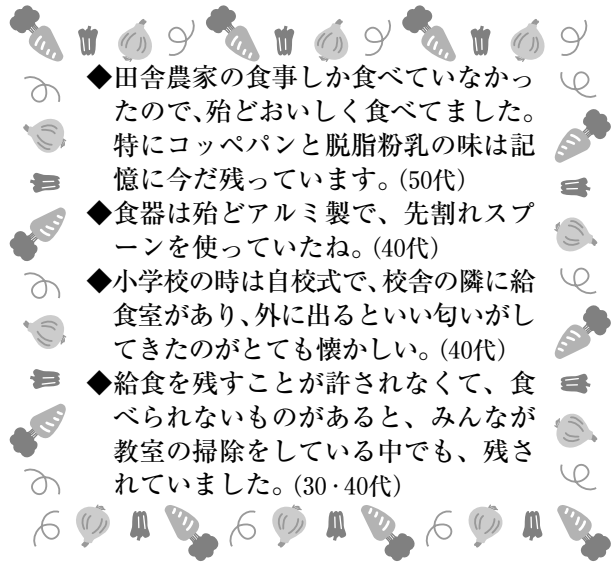 ◆田舎農家の食事しか食べていなかっ
たので、殆どおいしく食べてました。
特にコッペパンと脱脂粉乳の味は記
憶に今だ残っています。(50代)
◆食器は殆どアルミ製で、先割れスプ
ーンを使っていたね。(40代)
◆小学校の時は自校式で、校舎の隣に給
食室があり、外に出るといい匂いがし
てきたのがとても懐かしい。(40代)
◆給食を残すことが許されなくて、食
べられないものがあると、みんなが
教室の掃除をしている中でも、残さ
れていました。(30・40代)